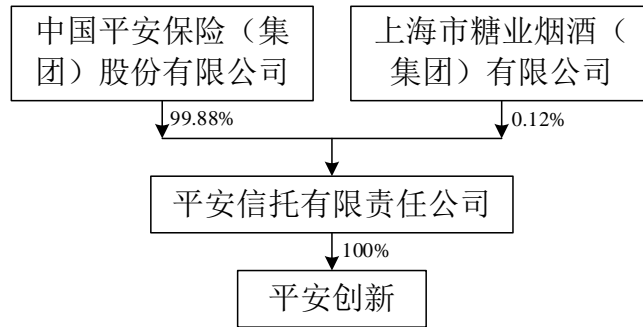 中国平安保险（集
团）股份有限公司
上海市糖业烟酒（
集团）有限公司
99.88%
0.12%
平安信托有限责任公司
100%
平安创新